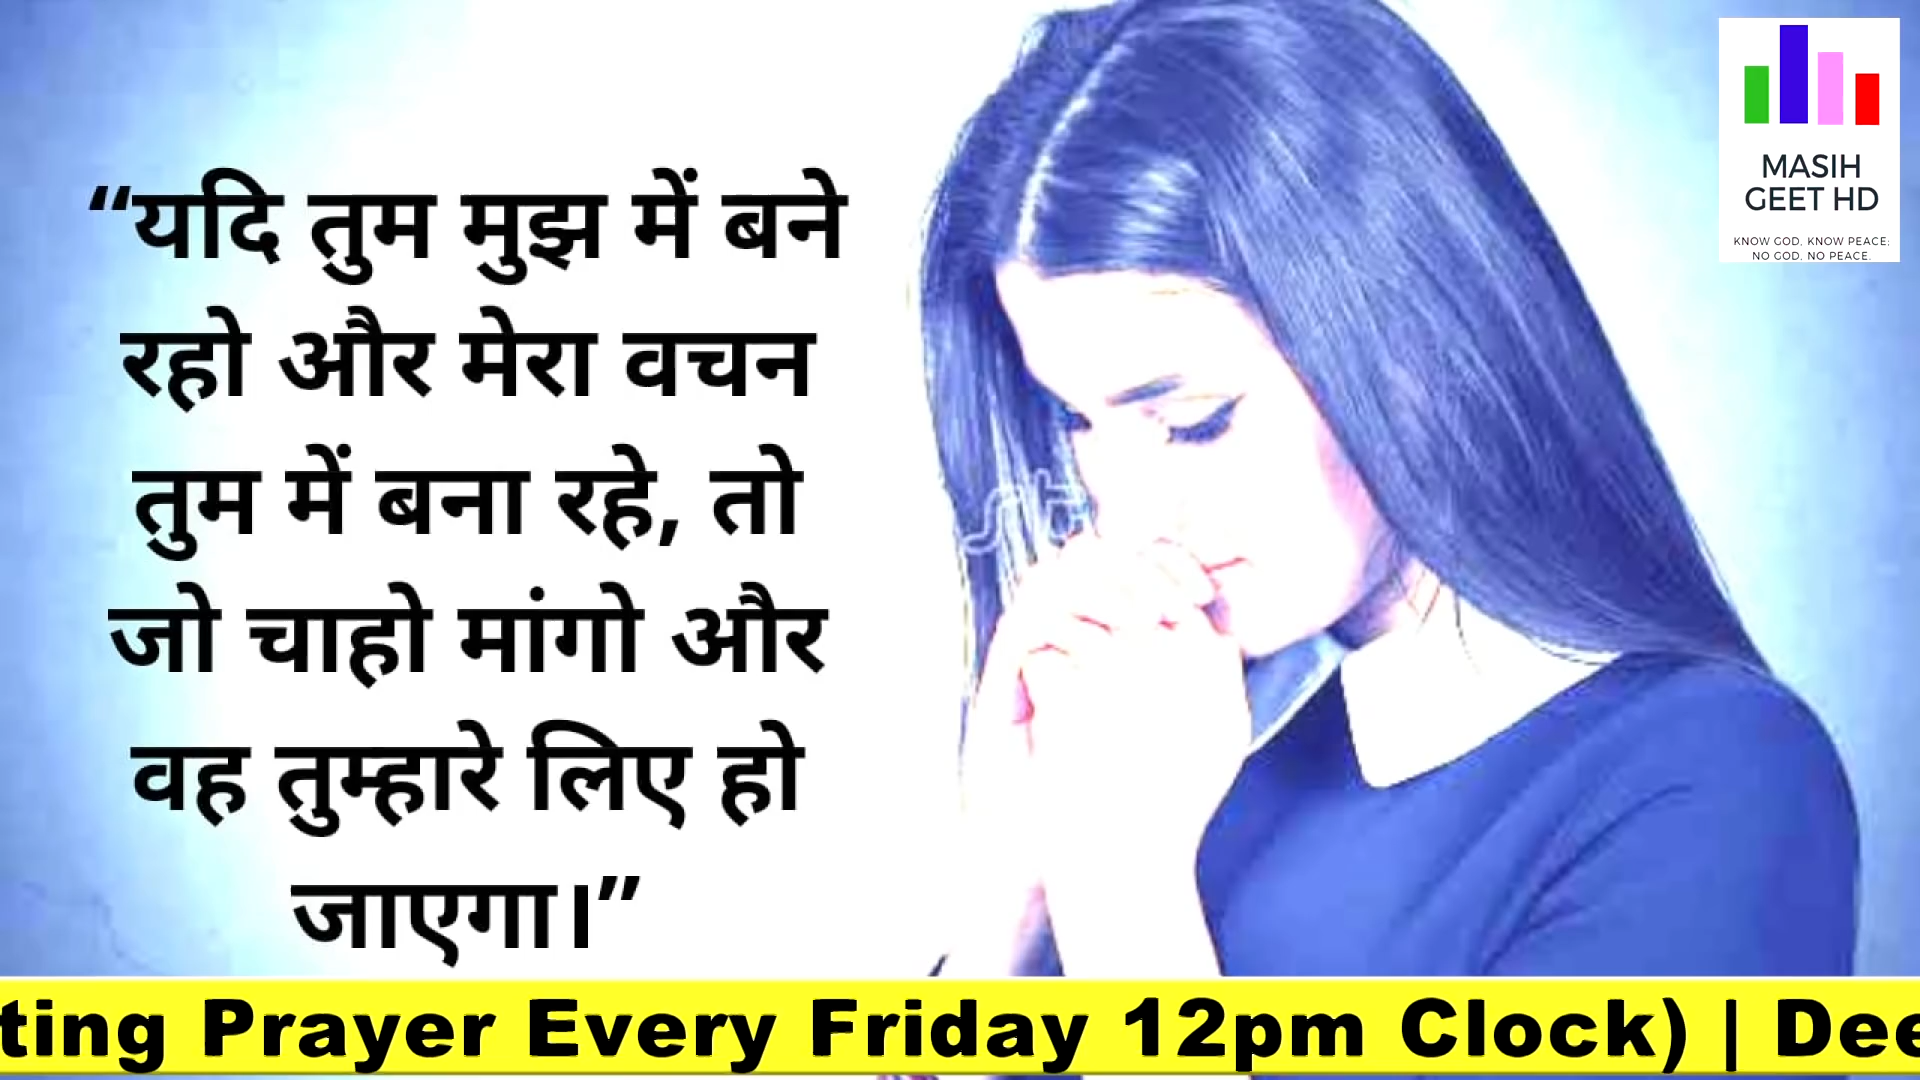 “यदि तुम मुझ में बने
रहो और मेरा वचन
तुम में बना रहे, तो
जो चाहो मांगो और
वह तुम्हारे लिए हो
जाएगा।”
MASIH
GEET HD
KNOW GOD, KNOW PEACE;
NO GOD, NO PEACE.
ting Prayer Every Friday 12pm Clock) | Dee